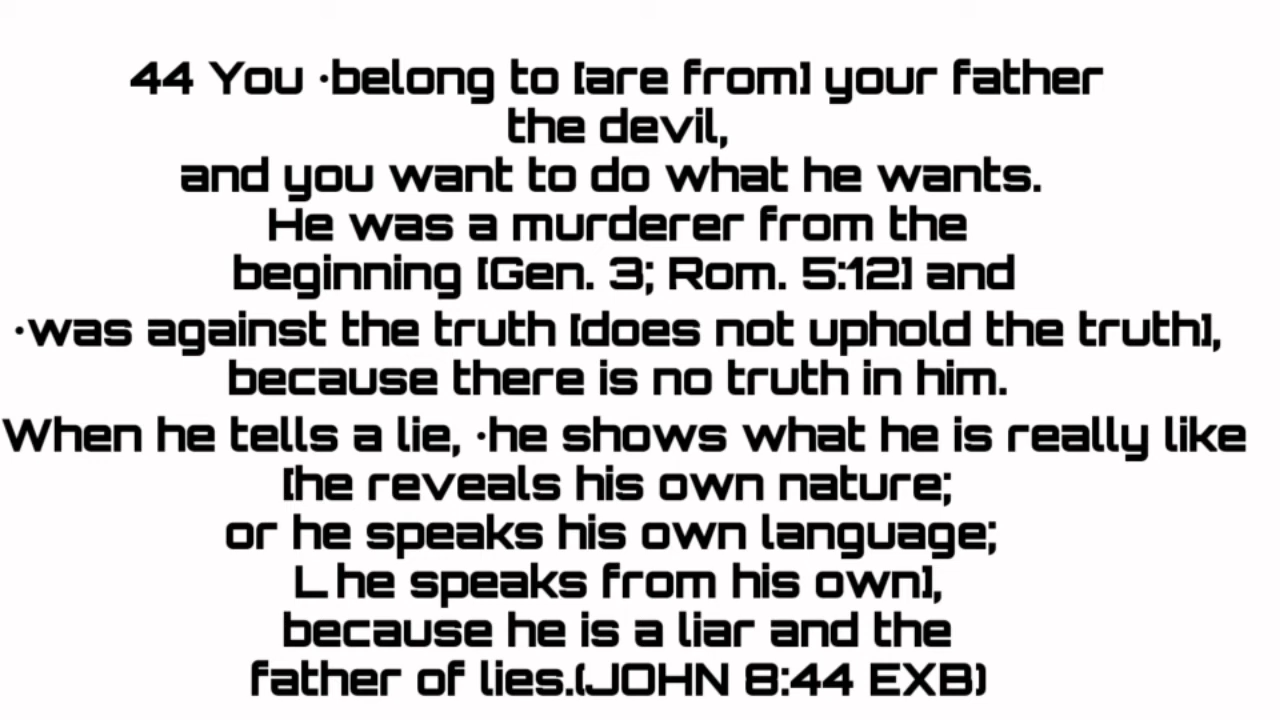 44 You ·belong to [are from] your father
the devil,
and you want to do what he wants.
He was a murderer from the
beginning [Gen. 3; Rom. 5:12] and
·was against the truth [does not uphold the truth],
because there is no truth in him.
When he tells a lie, ·he shows what he is really like
[he reveals his own nature;
or he speaks his own language;
L he speaks from his own],
because he is a liar and the
father of lies.(JOHN 8:44 EXB)